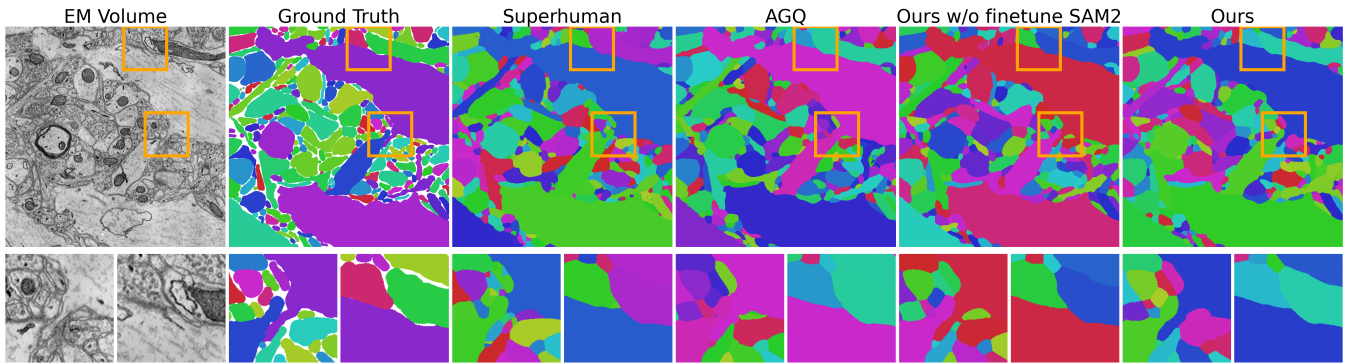 EM Volume
Ground Truth
Superhuman
AGQ
Ours w/o finetune SAM2
Ours